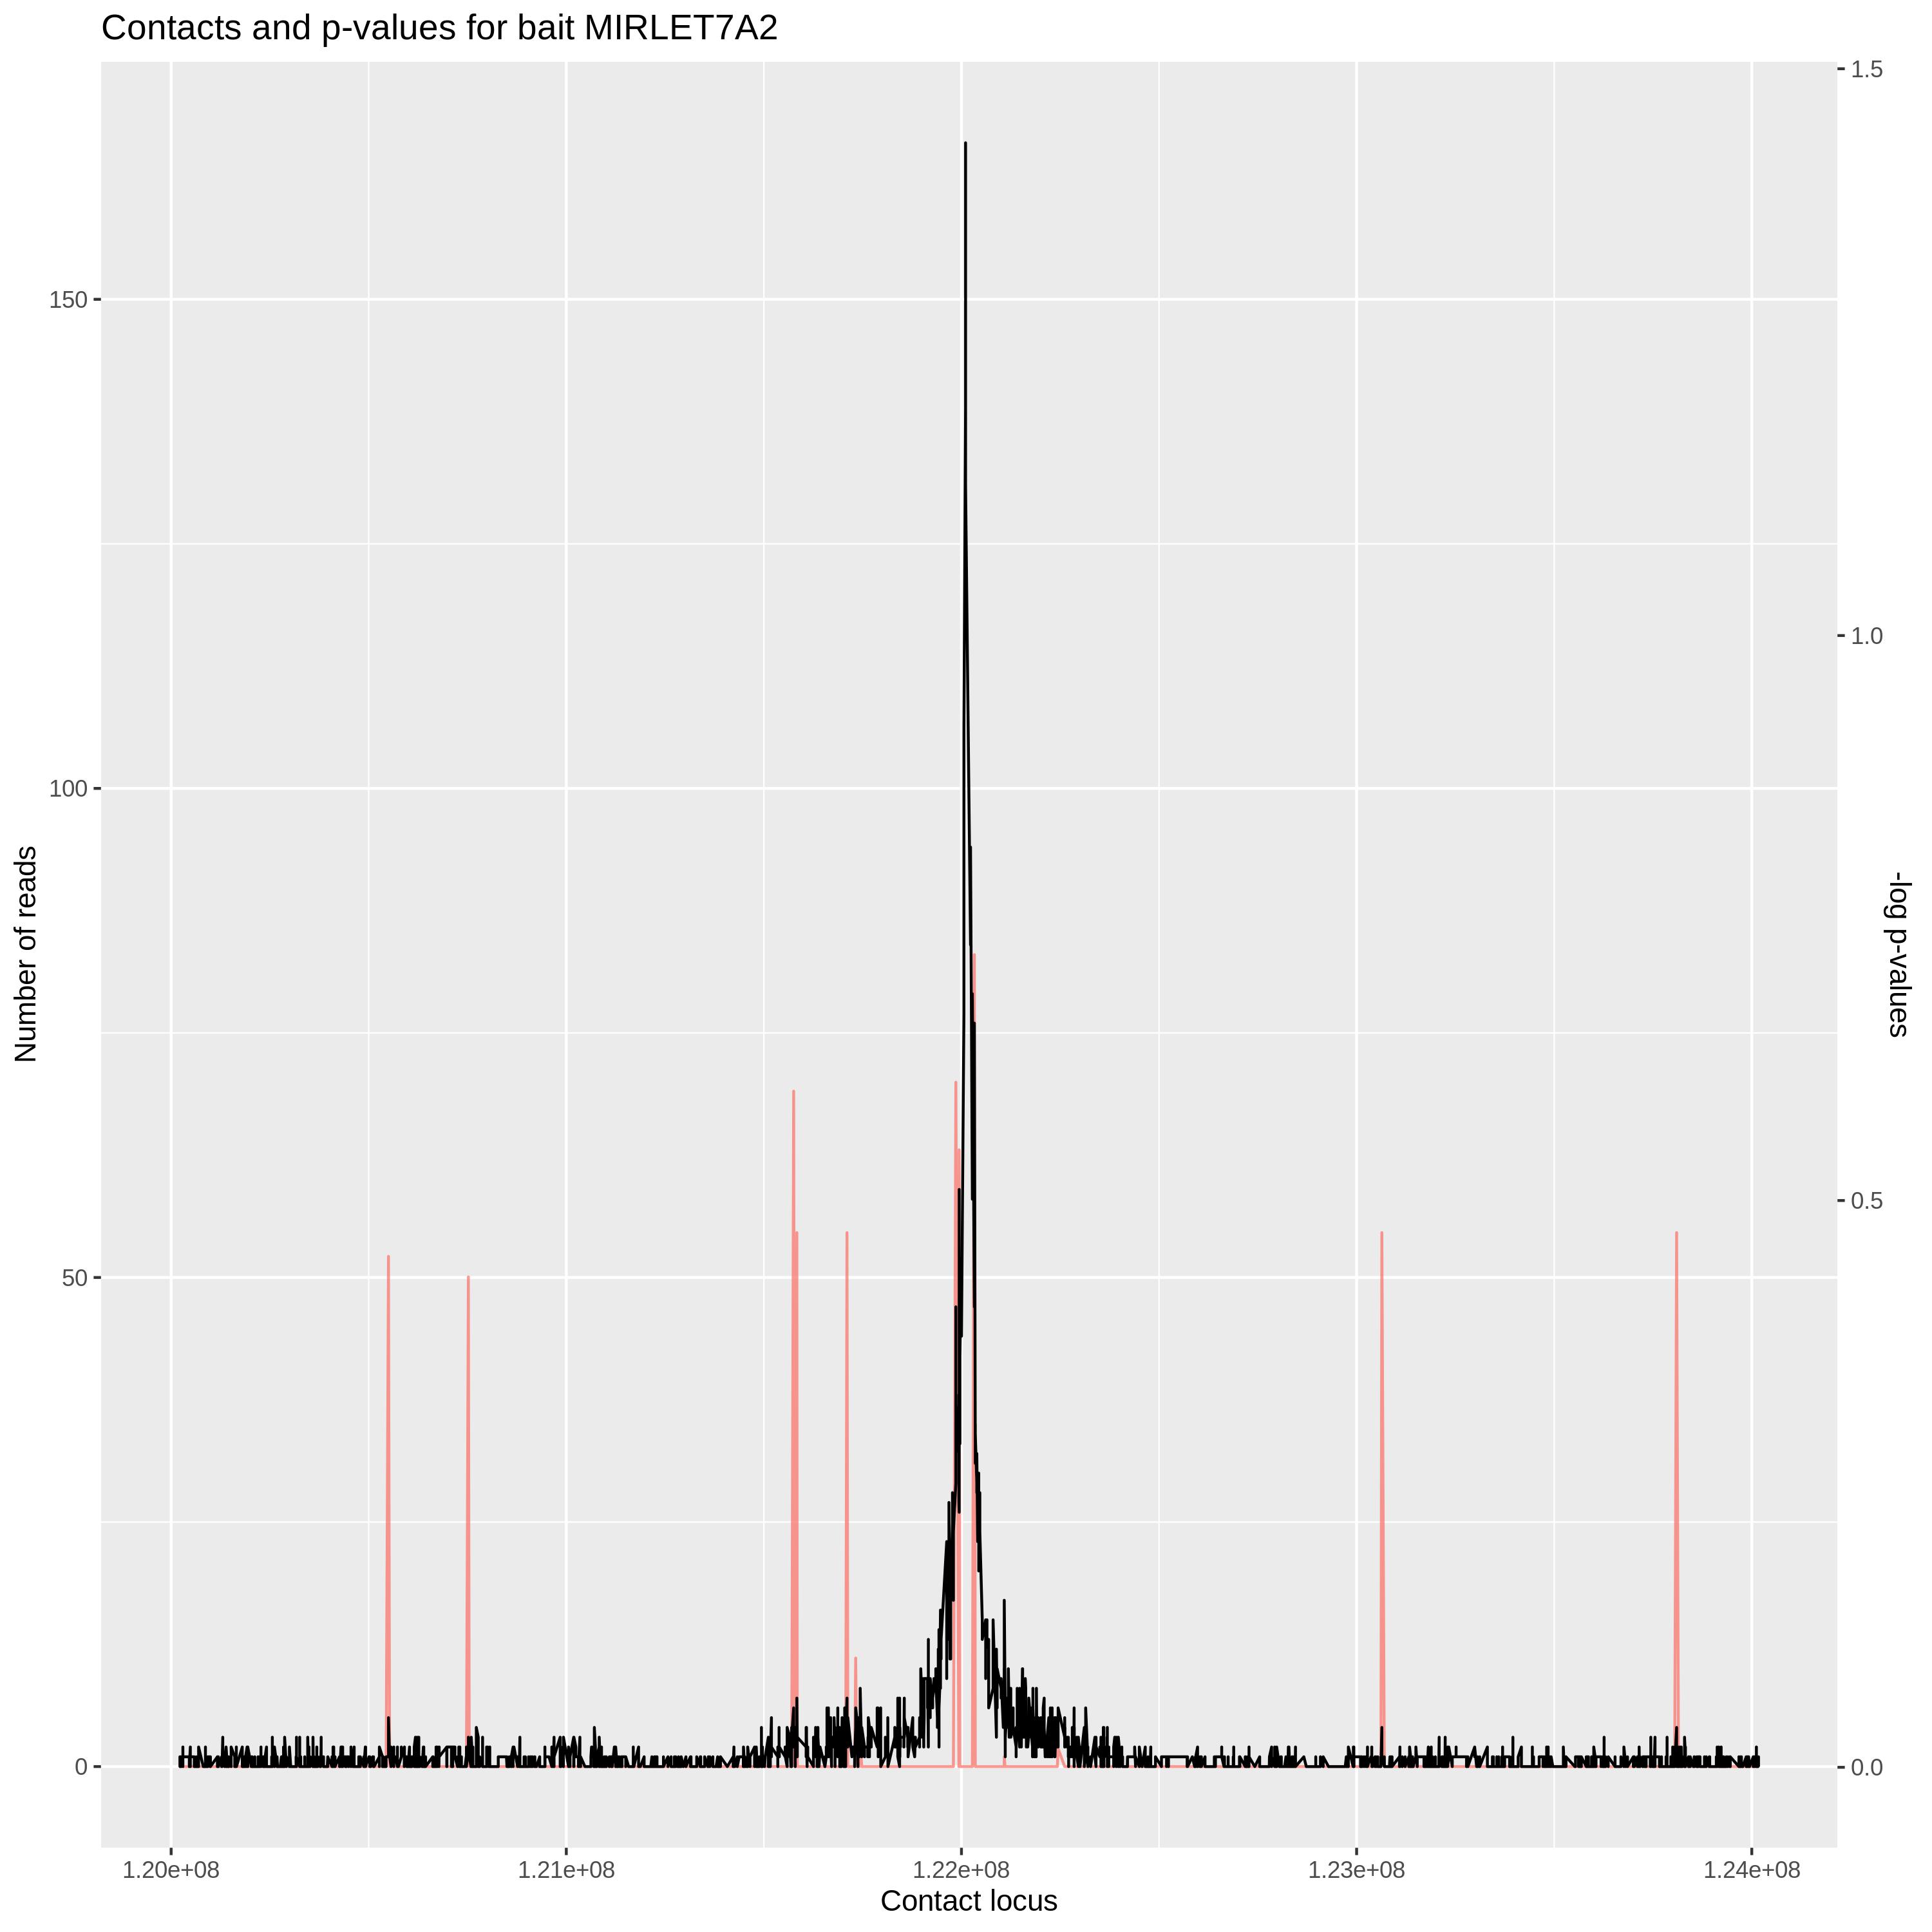 Contacts and p-values for bait MIRLET7A2
150
100
50
0
Number of reads
1.5
1.0
0.5
0.0
-log p-values
1.20e+08
1.21e+08
1.22e+08
1.23e+08
1.24e+08
Contact locus